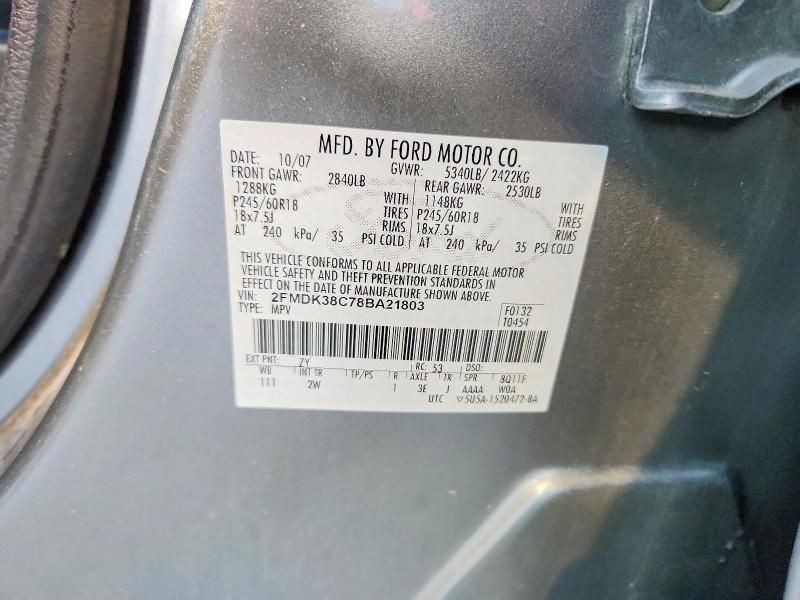 MFD. BY FORD MOTOR CO.
DATE: 10/07 GVWR: 5340LB/ 2422KG
FRONT GAWR: 2840LB REAR GAWR: 2530LB
1288KG WITH 1148KG WITH
P245/60R18 TIRES P245/60R18 TIRES
18x7.5J RIMS 18x7.5J RIMS
AT 240 kPa/ 35 PSI COLD AT 240 kPa/ 35 PSI COLD
THIS VEHICLE CONFORMS TO ALL APPLICABLE FEDERAL MOTOR
VEHICLE SAFETY AND THEFT PREVENTION STANDARDS IN
EFFECT ON THE DATE OF MANUFACTURE SHOWN ABOVE.
VIN: 2FMDK38C78BA21803 F0132
TYPE: MPV T0454
EXT PNT: ZY RC: 53 DSO:
WB INT TR TP/PS R AXLE TR SPR 8Q11F
111 2W 1 3E J AAAA W0A
UTC ▽5U5A-1520472-BA